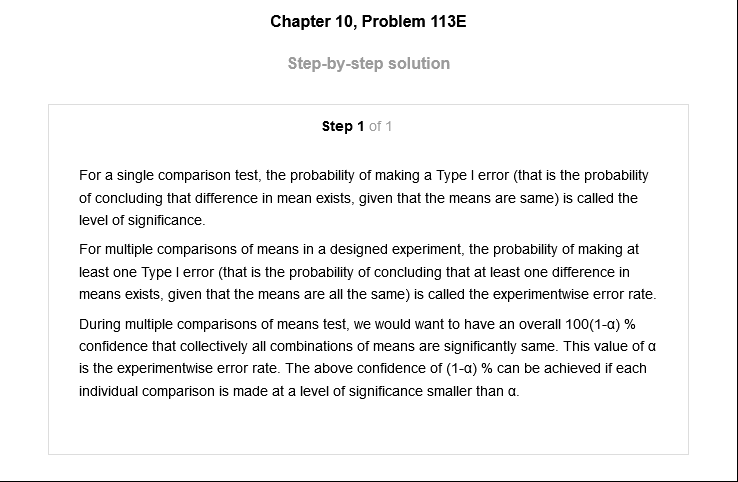 Chapter 10, Problem 113E
Step-by-step solution
Step 1 of 1
For a single comparison test, the probability of making a Type I error (that is the probability
of concluding that difference in mean exists, given that the means are same) is called the
level of significance.
For multiple comparisons of means in a designed experiment, the probability of making at
least one Type I error (that is the probability of concluding that at least one difference in
means exists, given that the means are all the same) is called the experimentwise error rate.
During multiple comparisons of means test, we would want to have an overall 100(1-α) %
confidence that collectively all combinations of means are significantly same. This value of α
is the experimentwise error rate. The above confidence of (1-α) % can be achieved if each
individual comparison is made at a level of significance smaller than α.